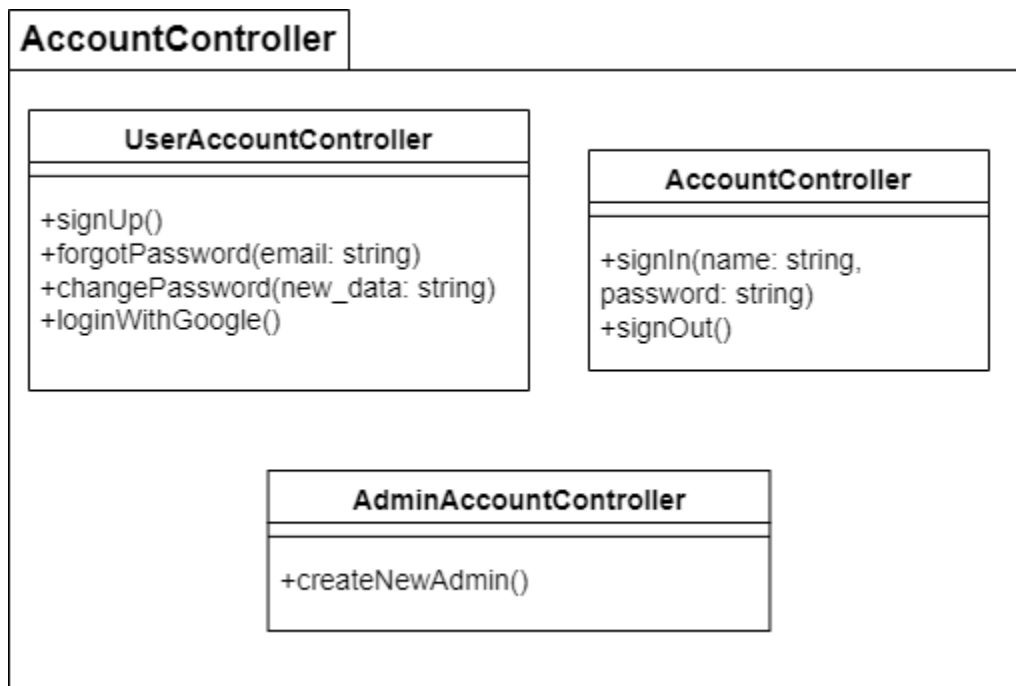 AccountController
UserAccountController
+signUp()
+forgotPassword(email: string)
+changePassword(new_data: string)
+loginWithGoogle()
AccountController
+signIn(name: string,
password: string)
+signOut()
AdminAccountController
+createNewAdmin()